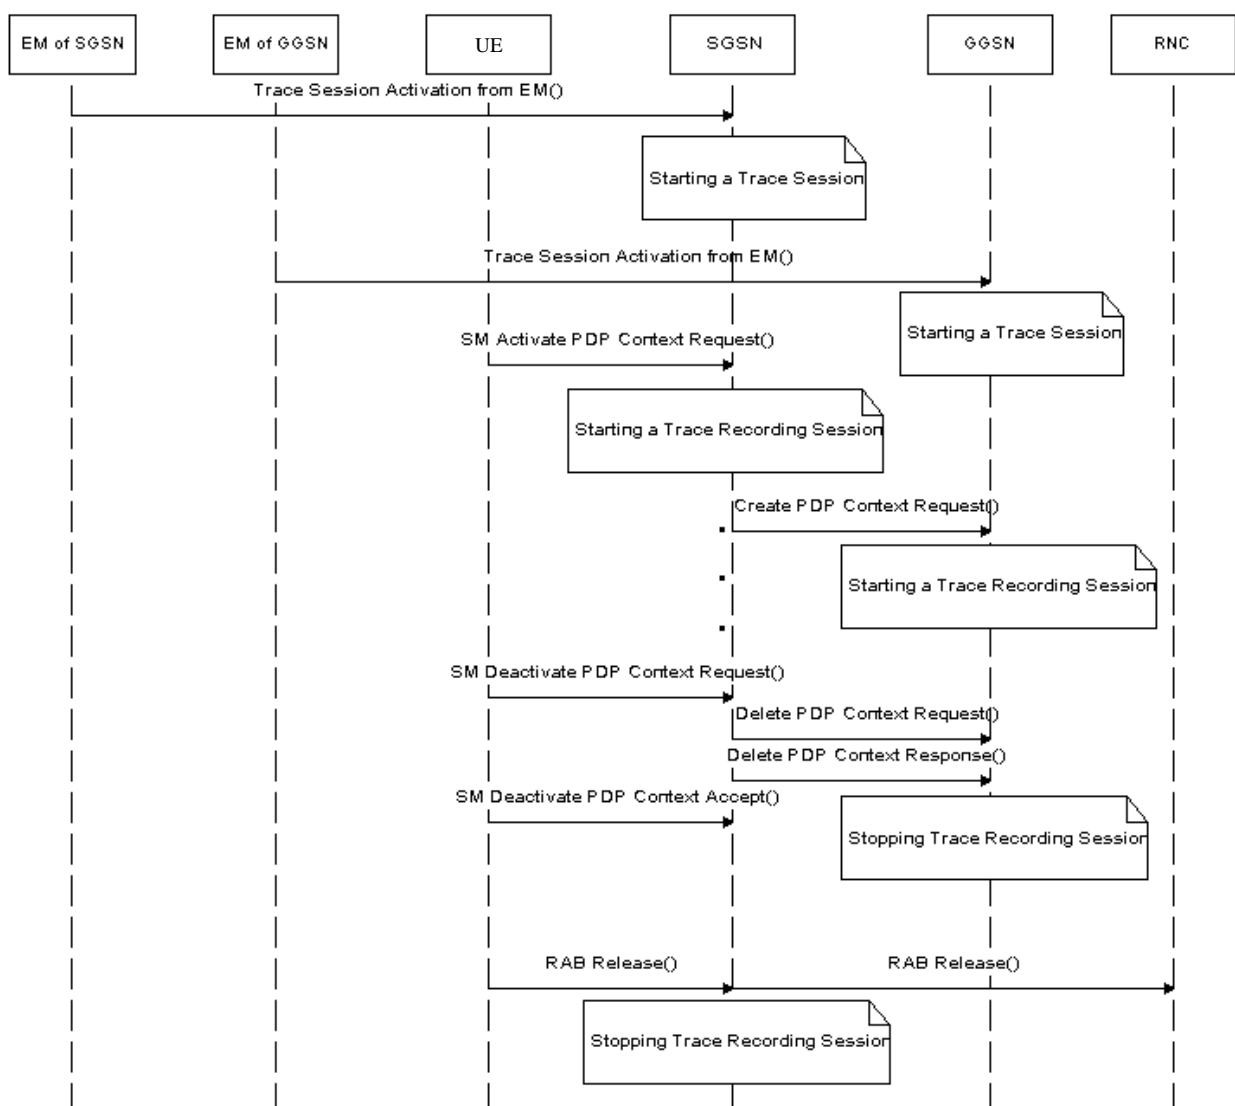 EM of SGSN
EM of GGSN
UE
SGSN
GGSN
RNC
Trace Session Activation from EM()
Starting a Trace Session
Trace Session Activation from EM()
Starting a Trace Session
SM Activate PDP Context Request()
Starting a Trace Recording Session
Create PDP Context Request()
Starting a Trace Recording Session
SM Deactivate PDP Context Request()
Delete PDP Context Request()
Delete PDP Context Response()
SM Deactivate PDP Context Accept()
Stopping Trace Recording Session
RAB Release()
RAB Release()
Stopping Trace Recording Session